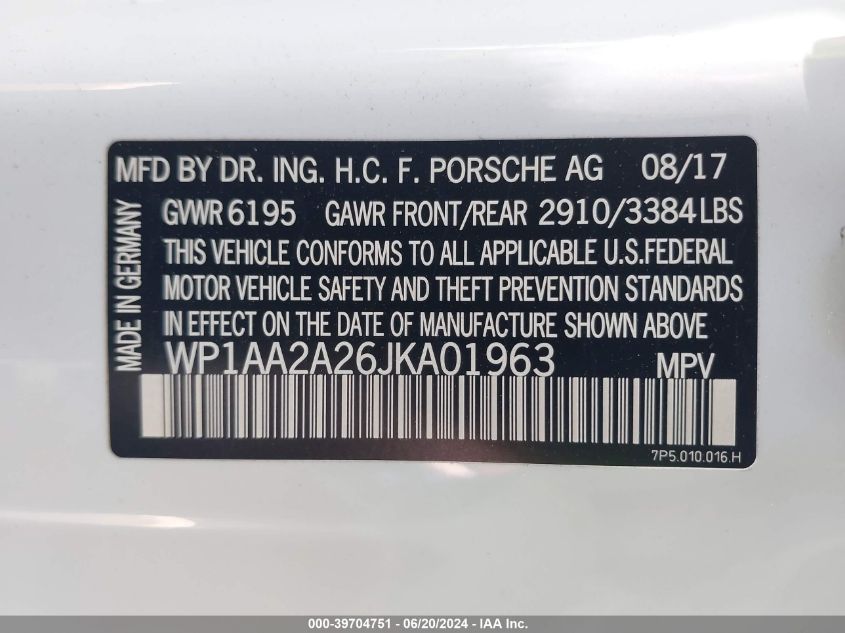 MFD BY DR. ING. H.C. F. PORSCHE AG 08/17
GVWR 6195 GAWR FRONT/REAR 2910/3384 LBS
THIS VEHICLE CONFORMS TO ALL APPLICABLE U.S.FEDERAL
MOTOR VEHICLE SAFETY AND THEFT PREVENTION STANDARDS
IN EFFECT ON THE DATE OF MANUFACTURE SHOWN ABOVE
WP1AA2A26JKA01963 MPV
MADE IN GERMANY
7P5.010.016.H
000-39704751 - 06/20/2024 - IAA Inc.